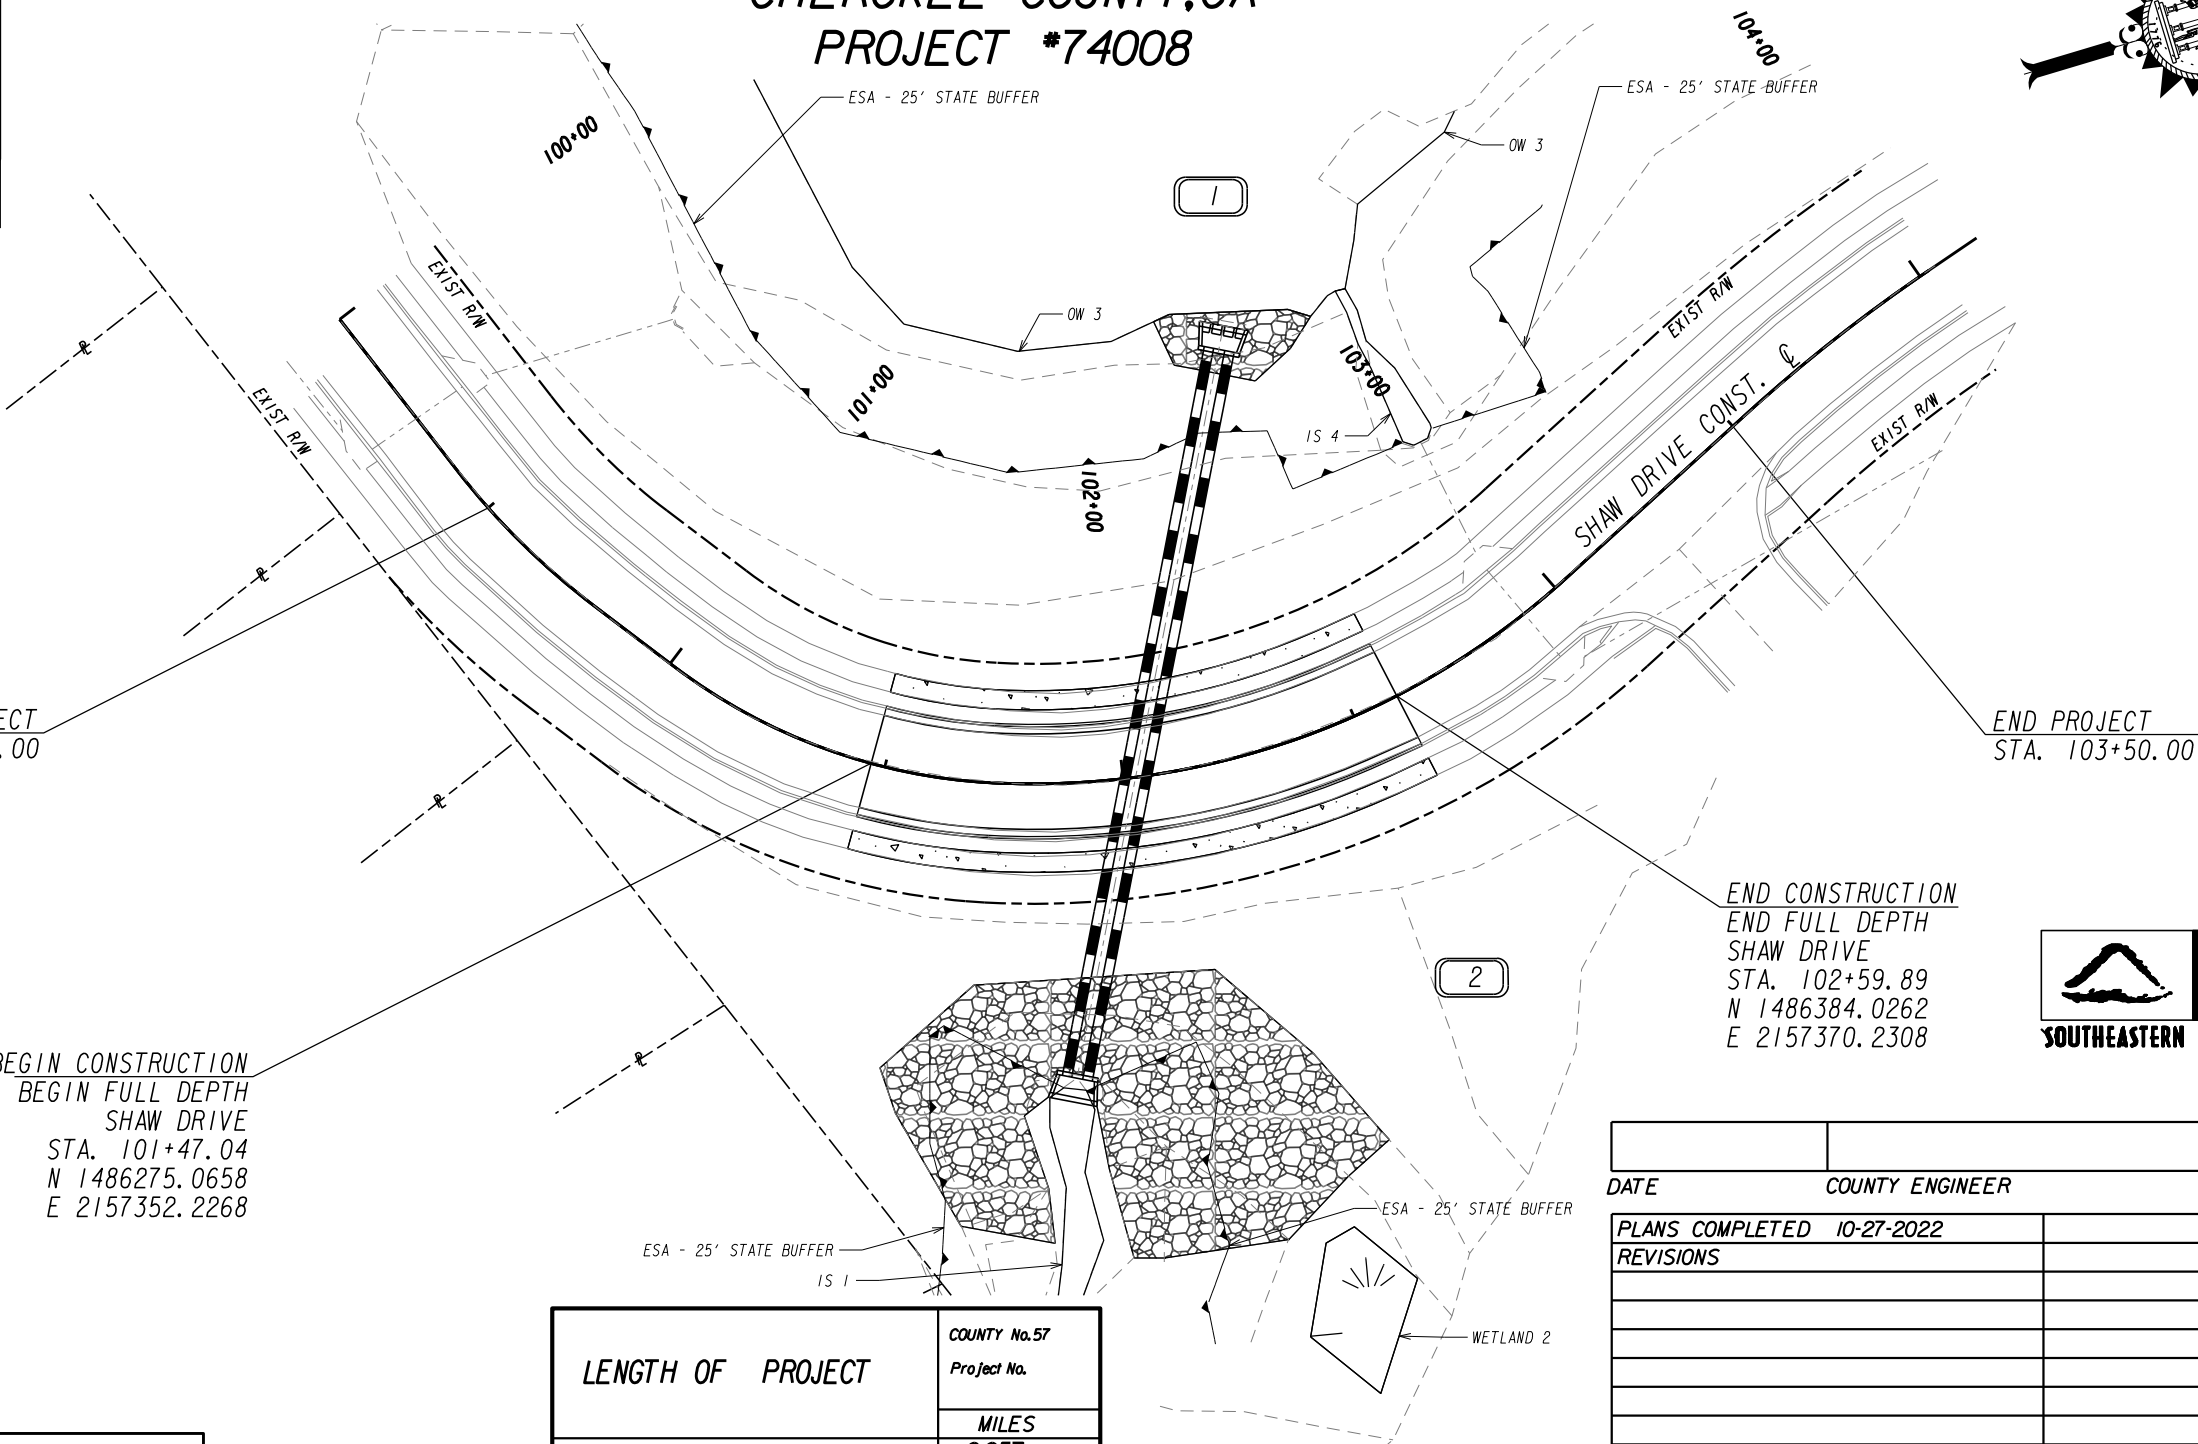 PROJECT #74008
104+00
ESA - 25' STATE BUFFER
ESA - 25' STATE BUFFER
100+00
OW 3
1
EXIST R/W
EXIST R/W
OW 3
103+00
101+00
EXIST R/W
EXIST R/W
IS 4
SHAW DRIVE CONST. ℄
102+00
℄
℄
℄
℄
ECT
.00
END PROJECT
STA. 103+50.00
END CONSTRUCTION
END FULL DEPTH
SHAW DRIVE
STA. 102+59.89
N 1486384.0262
E 2157370.2308
2
SOUTHEASTERN
BEGIN CONSTRUCTION
BEGIN FULL DEPTH
SHAW DRIVE
STA. 101+47.04
N 1486275.0658
E 2157352.2268
DATE COUNTY ENGINEER
ESA - 25' STATE BUFFER
ESA - 25' STATE BUFFER
IS 1
PLANS COMPLETED 10-27-2022
REVISIONS
WETLAND 2
LENGTH OF PROJECT
COUNTY No.57
Project No.
MILES